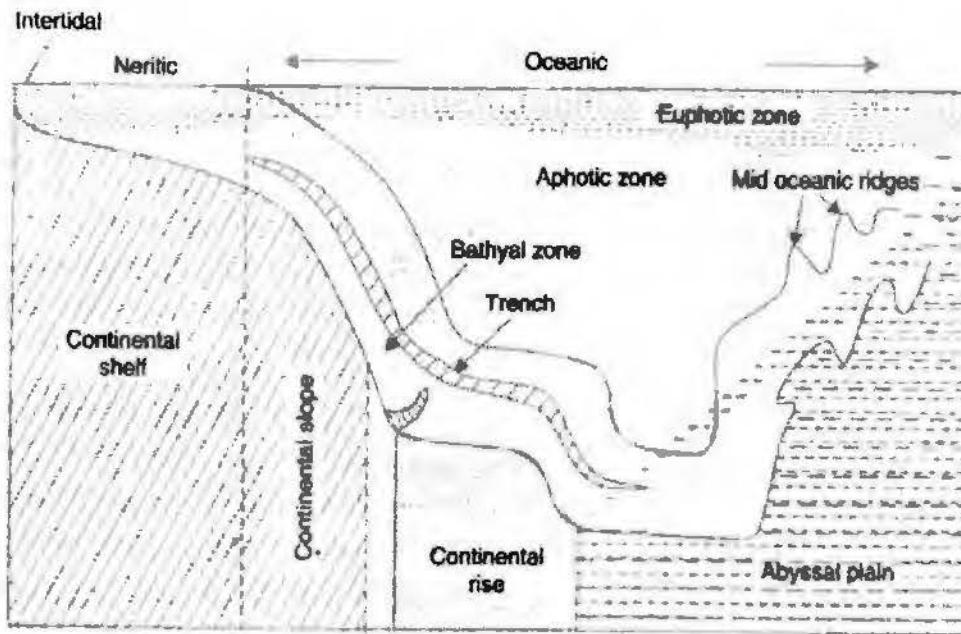 Intertidal
Neritic
Oceanic
Euphotic zone
Aphotic zone
Mid oceanic ridges
Bathyal zone
Trench
Continental
shelf
Continental slope
Continental
rise
Abyssal plain